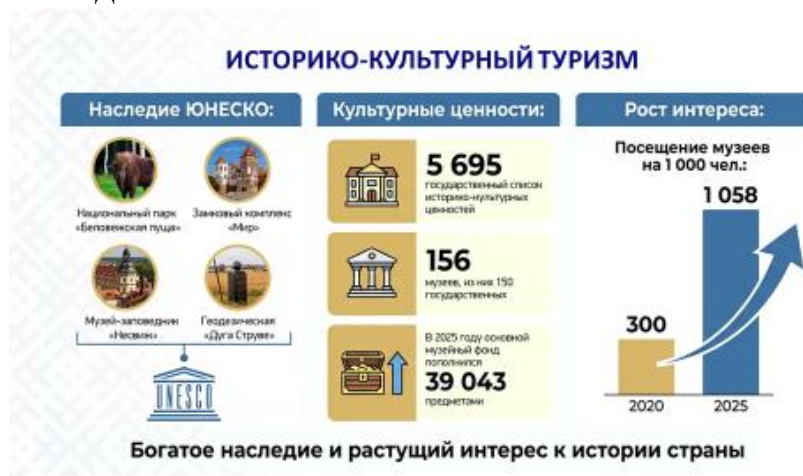 ИСТОРИКО-КУЛЬТУРНЫЙ ТУРИЗМ
Наследие ЮНЕСКО:
Национальный парк
«Беловежская пуща»
Замковый комплекс
«Мир»
Музей-заповедник
«Несвиж»
Геодезическая
«Дуга Струве»
UNESCO
Культурные ценности:
5 695
государственный список
историко-культурных
ценностей
156
музеев, из них 150
государственных
В 2025 году основной
музейный фонд
пополнился
39 043
предметами
Рост интереса:
Посещение музеев
на 1 000 чел.:
1 058
300
2020
2025
Богатое наследие и растущий интерес к истории страны